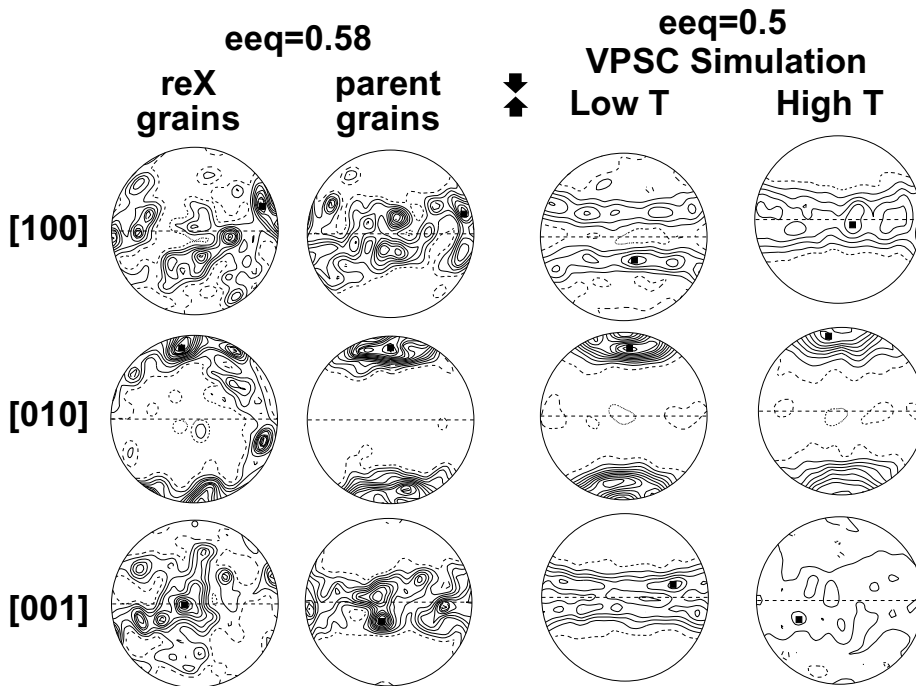 eeq=0.58
eeq=0.5
VPSC Simulation
reX
grains
parent
grains
Low T
High T
[100]
[010]
[001]